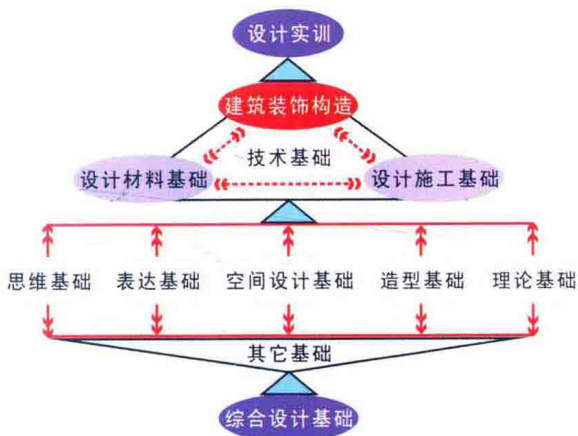 设计实训
建筑装饰构造
技术基础
设计材料基础 设计施工基础
思维基础 表达基础 空间设计基础 造型基础 理论基础
其它基础
综合设计基础